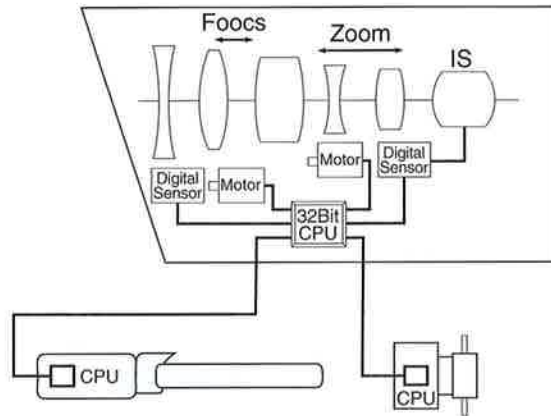 Foocs
Zoom
IS
Digital
Sensor
Motor
Motor
Digital
Sensor
32Bit
CPU
CPU
CPU